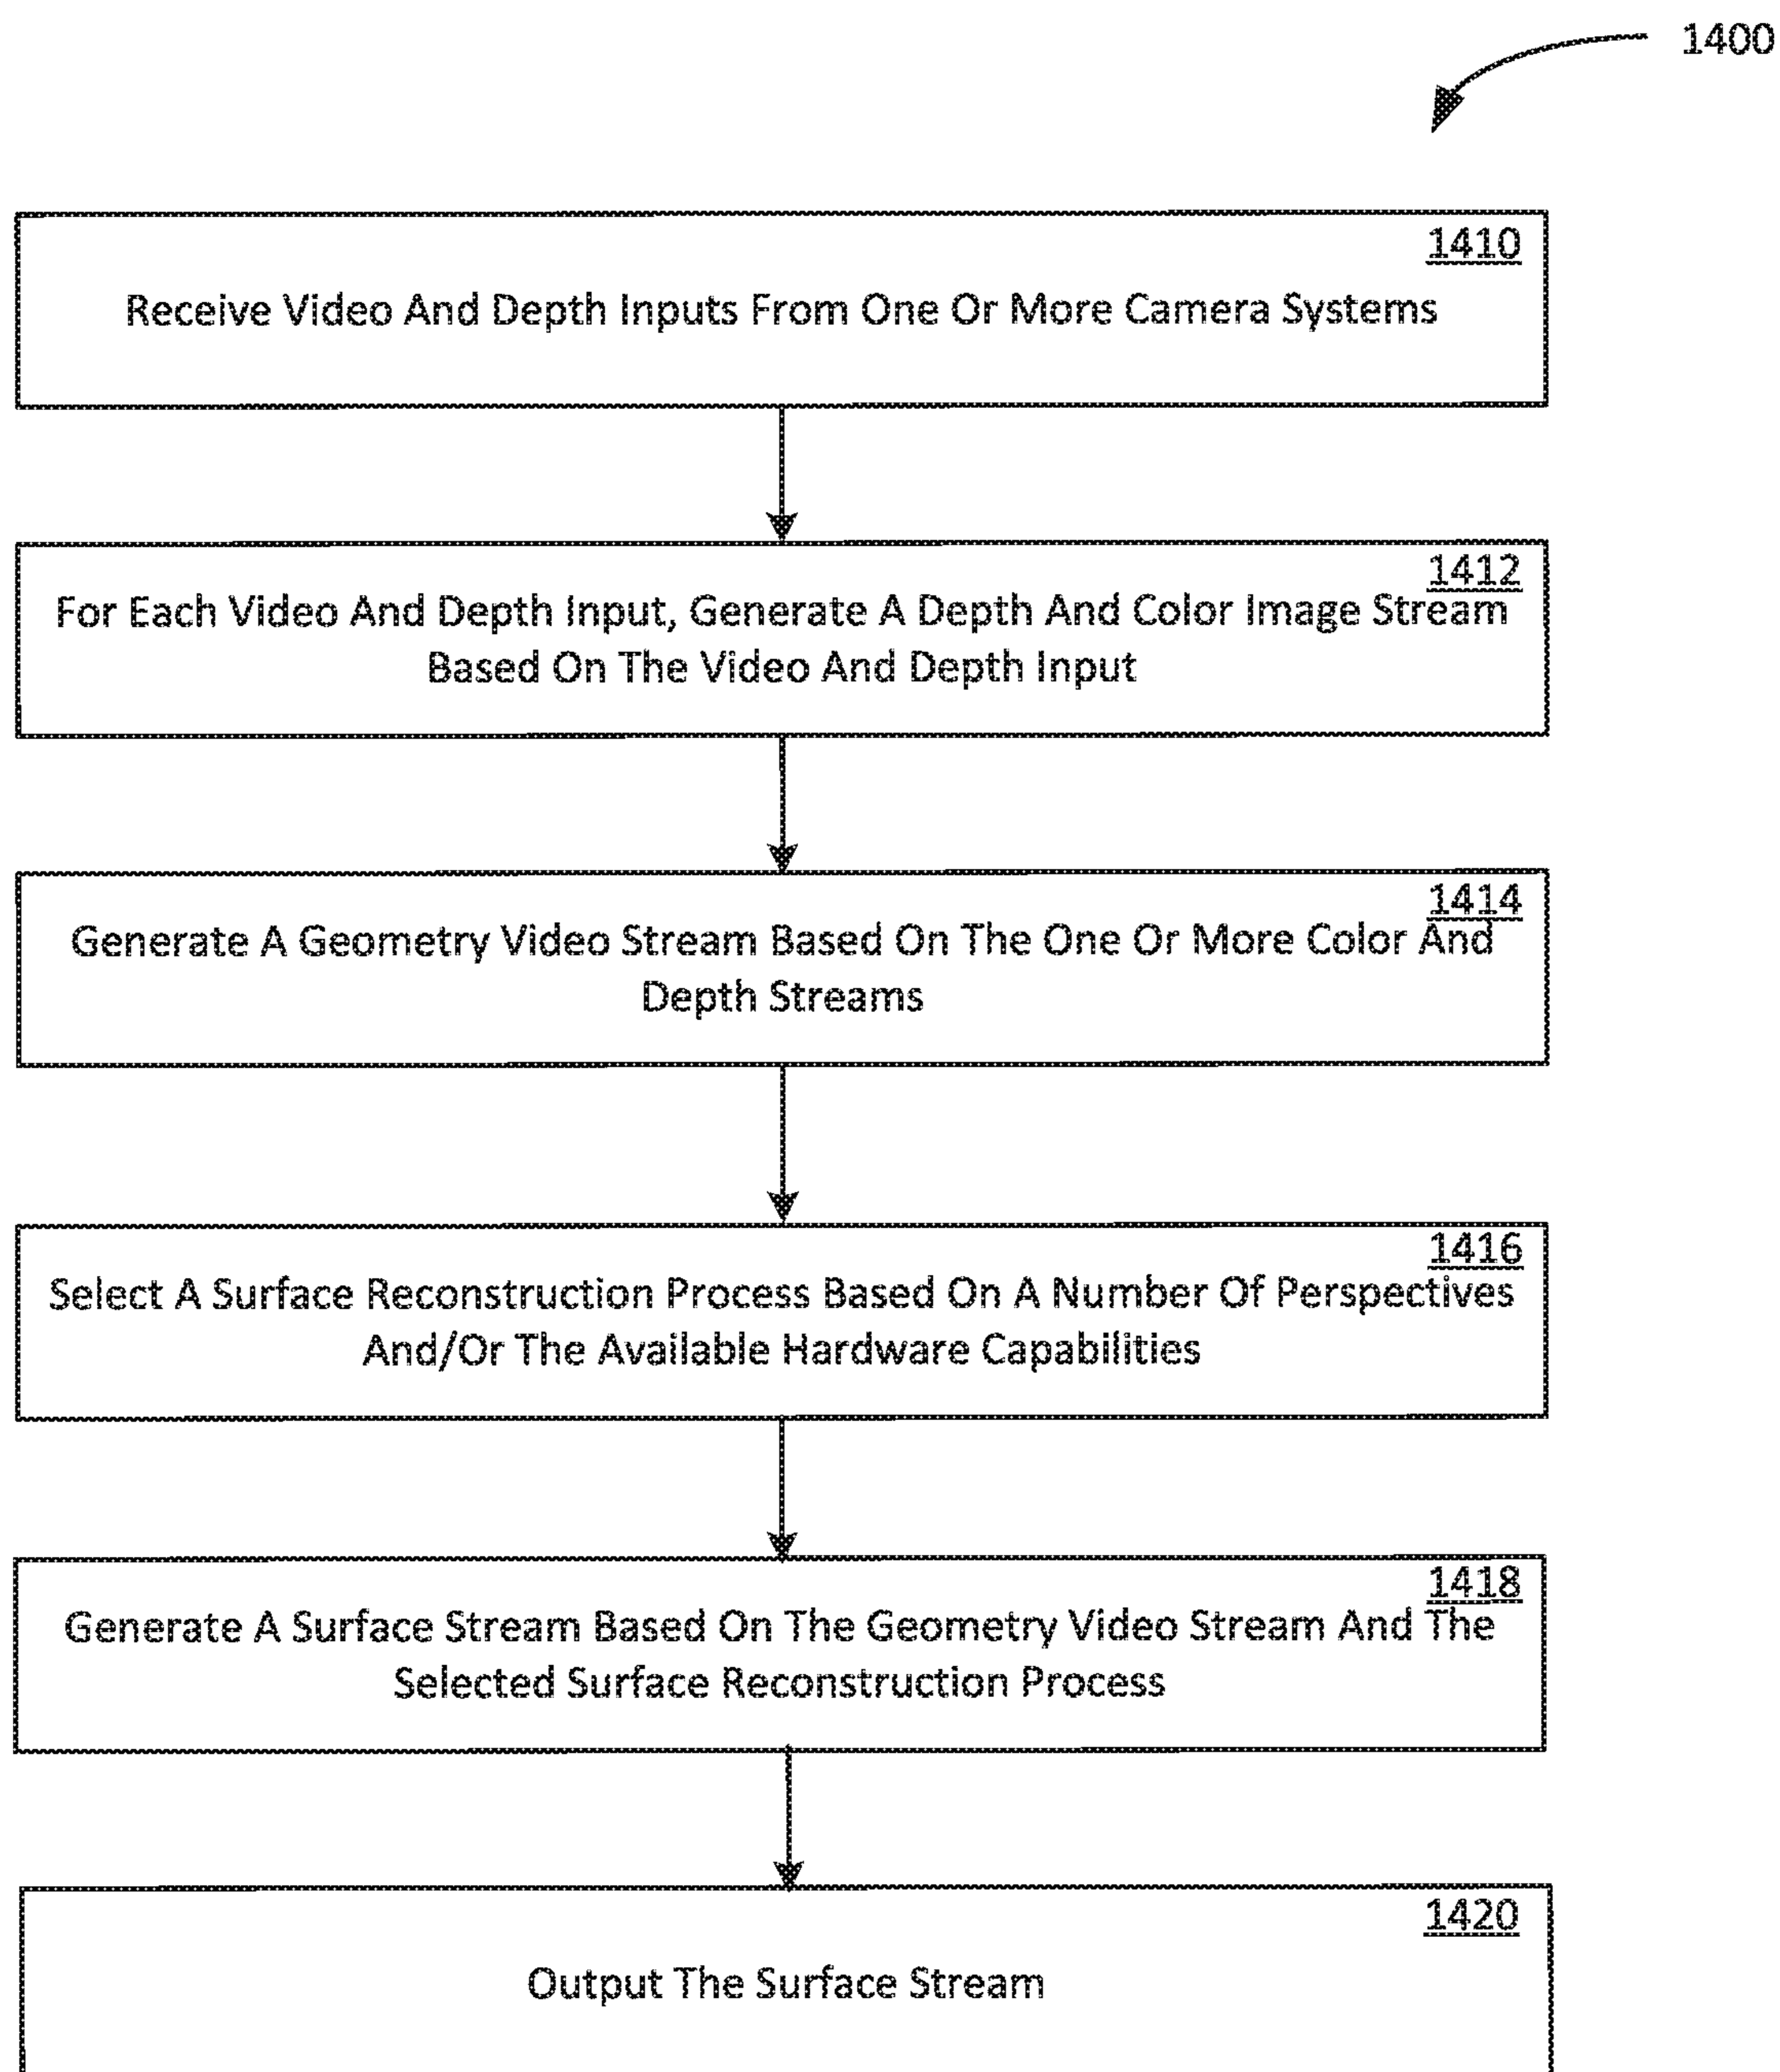 1400
1410
Receive Video And Depth Inputs From One Or More Camera Systems
1412
For Each Video And Depth Input, Generate A Depth And Color Image Stream
Based On The Video And Depth Input
1414
Generate A Geometry Video Stream Based On The One Or More Color And
Depth Streams
1416
Select A Surface Reconstruction Process Based On A Number Of Perspectives
And/Or The Available Hardware Capabilities
1418
Generate A Surface Stream Based On The Geometry Video Stream And The
Selected Surface Reconstruction Process
1420
Output The Surface Stream